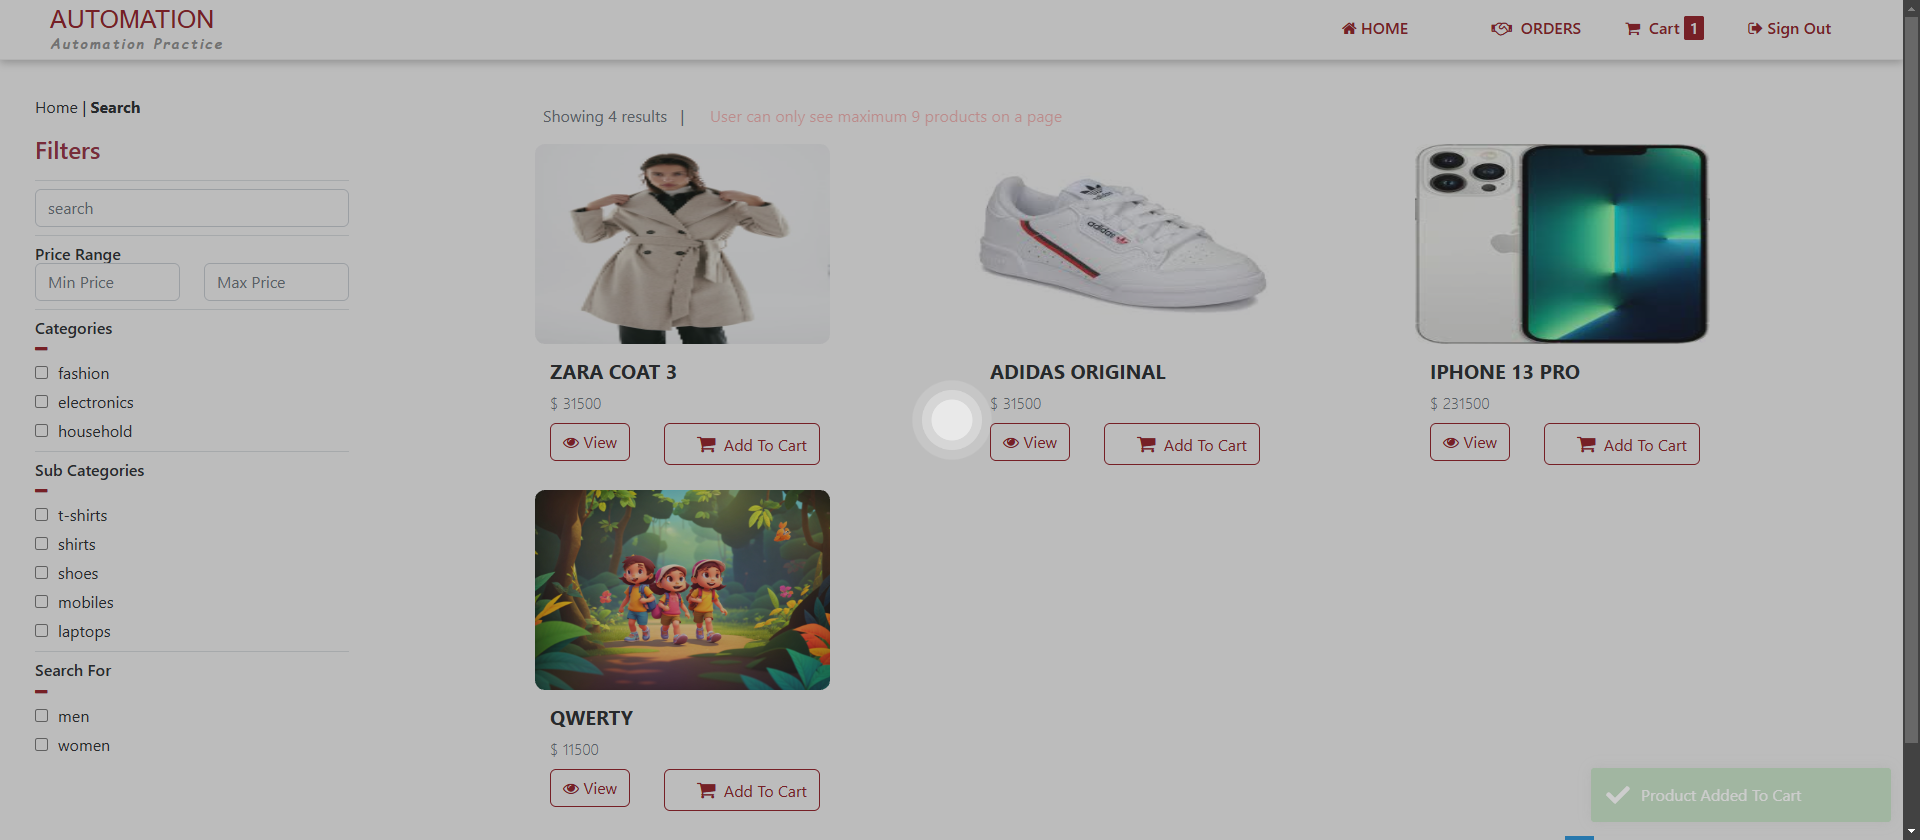 AUTOMATION
Automation Practice
HOME
ORDERS
Cart 1
Sign Out
Home | Search
Filters
search
Price Range
Min Price
Max Price
Categories
fashion
electronics
household
Sub Categories
t-shirts
shirts
shoes
mobiles
laptops
Search For
men
women
Showing 4 results |
User can only see maximum 9 products on a page
adidas
ZARA COAT 3
$ 31500
View
Add To Cart
ADIDAS ORIGINAL
$ 31500
View
Add To Cart
IPHONE 13 PRO
$ 231500
View
Add To Cart
QWERTY
$ 11500
View
Add To Cart
Product Added To Cart